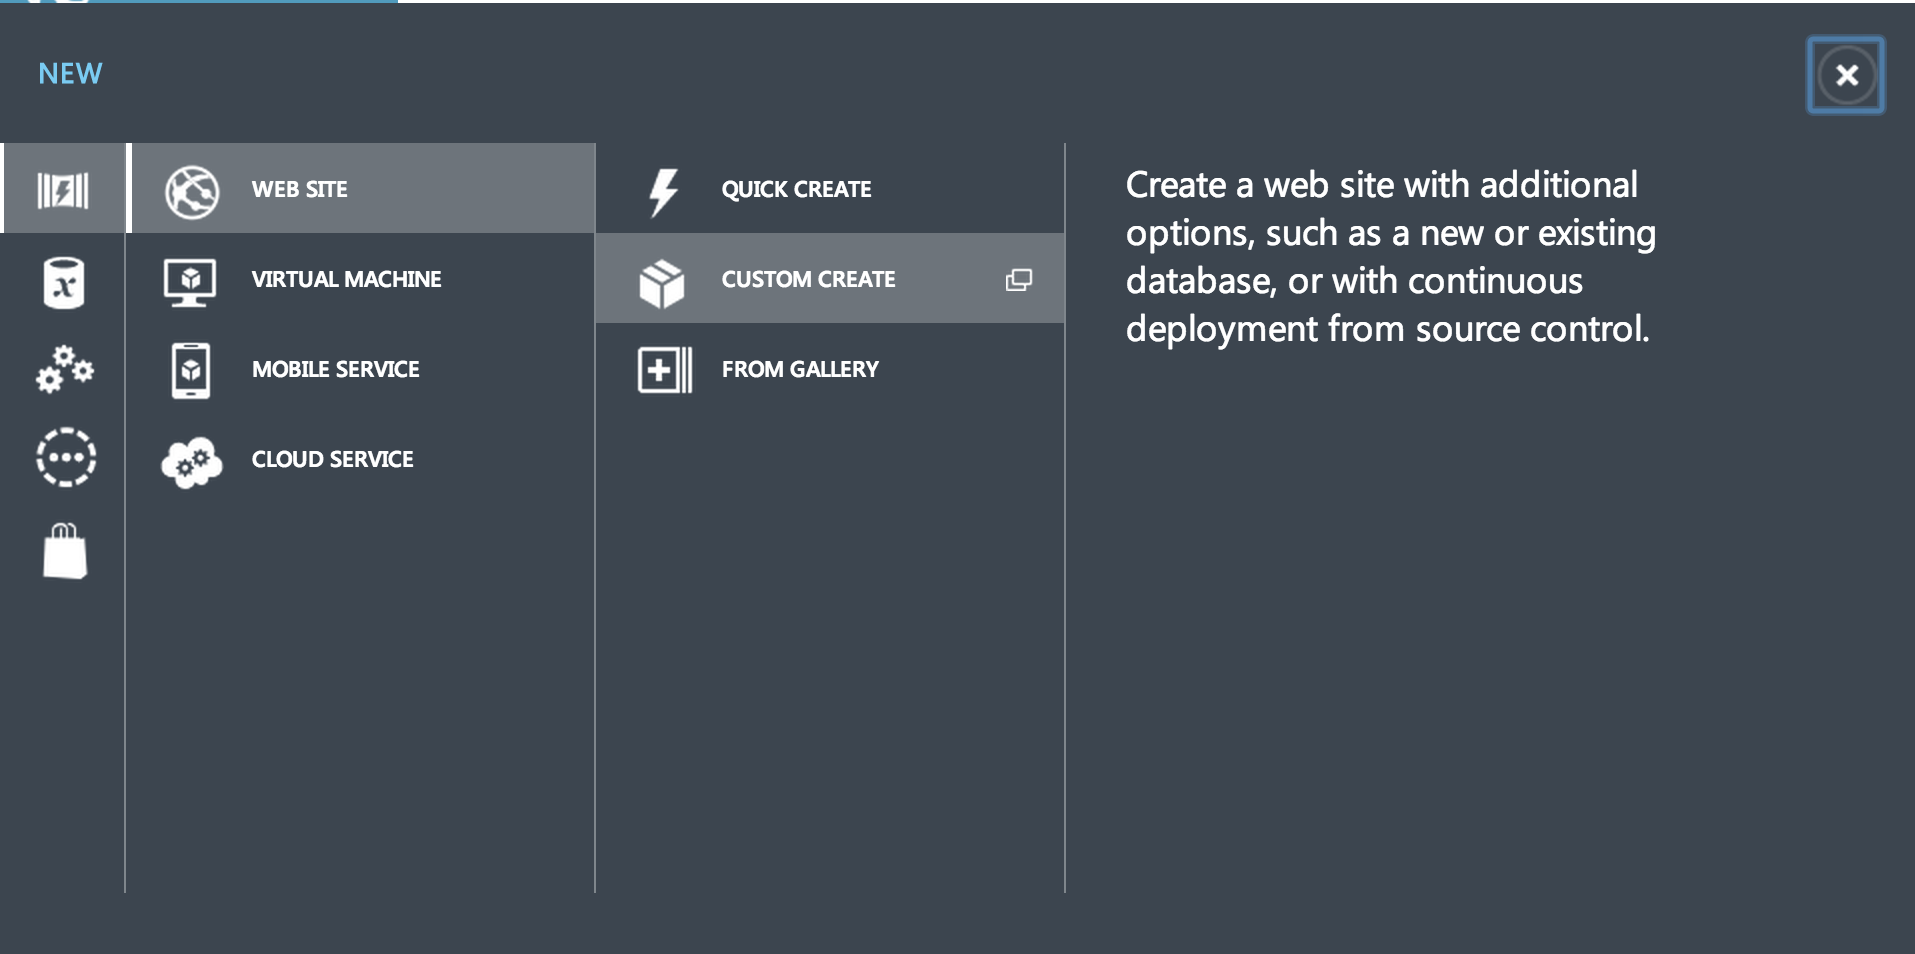 NEW
WEB SITE
VIRTUAL MACHINE
MOBILE SERVICE
CLOUD SERVICE
QUICK CREATE
CUSTOM CREATE
FROM GALLERY
Create a web site with additional
options, such as a new or existing
database, or with continuous
deployment from source control.